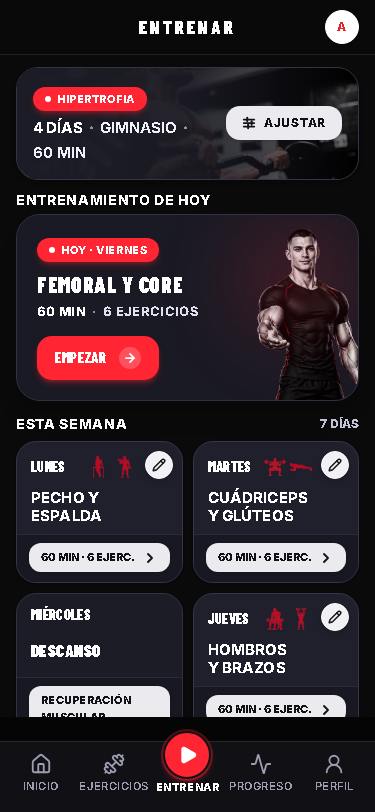 ENTRENAR
A
HIPERTROFIA
4 DÍAS · GIMNASIO ·
60 MIN
AJUSTAR
ENTRENAMIENTO DE HOY
HOY · VIERNES
FEMORAL Y CORE
60 MIN · 6 EJERCICIOS
EMPEZAR
ESTA SEMANA
7 DÍAS
LUNES
PECHO Y
ESPALDA
60 MIN · 6 EJERC.
MARTES
CUÁDRICEPS
Y GLÚTEOS
60 MIN · 6 EJERC.
MIÉRCOLES
DESCANSO
RECUPERACIÓN
MUSCULAR
JUEVES
HOMBROS
Y BRAZOS
60 MIN · 6 EJERC.
INICIO
EJERCICIOS
ENTRENAR
PROGRESO
PERFIL